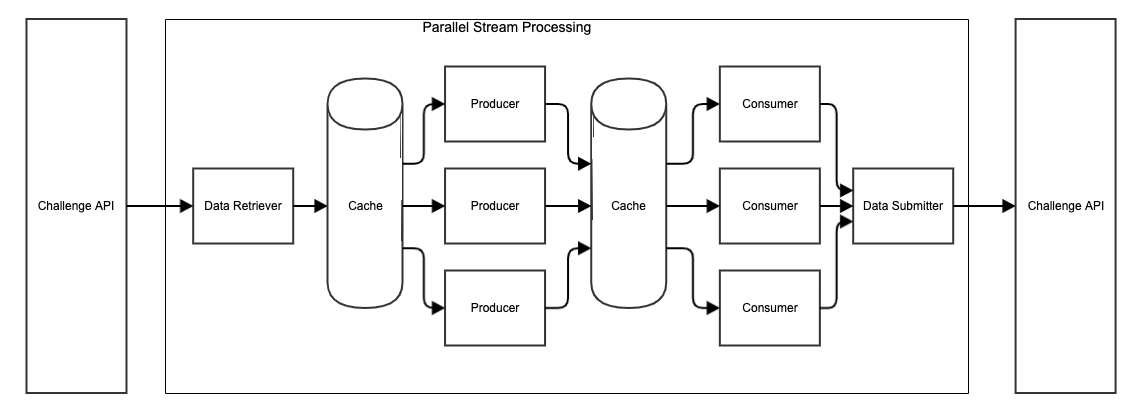 Parallel Stream Processing
Challenge API
Data Retriever
Cache
Producer
Producer
Producer
Cache
Consumer
Consumer
Consumer
Data Submitter
Challenge API